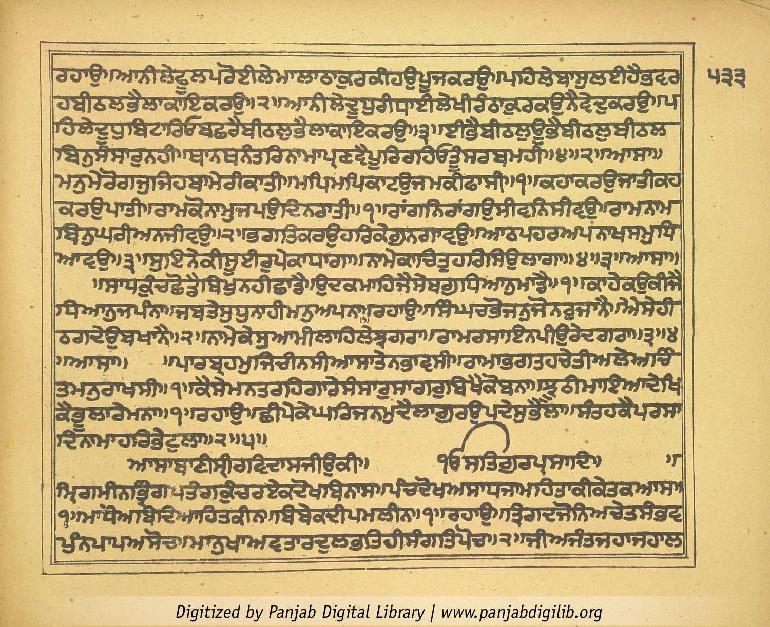 ਰਹਾਉ॥ਆਨੀਲੇਫੂਲਪਰੋਈਲੇਮਾਲਾਠਾਕੁਰਕੀਹਉਪੂਜਕਰਉ॥ਪਹਿਲੇਬਾਸੁਲਈਹੈਭਵਰ
੫੩੩
ਹਬੀਠਲਭੈਲਾਕਾਇਕਰਉ॥੨॥ਆਨੀਲੇਦੂਧੁਰੀਧਾਈਲੇਖੀਰੰਠਾਕੁਰਕਉਨੈਵੇਦੁਕਰਉ॥ਪ
ਹਿਲੇਦੂਧੁਬਿਟਾਰਿਓਬਛਰੈਬੀਠਲੁਭੈਲਾਕਾਇਕਰਉ॥੩॥ਈਭੈਬੀਠਲੁਊਭੈਬੀਠਲੁਬੀਠਲ
ਬਿਨੁਸੰਸਾਰੁਨਹੀ॥ਥਾਨਥਨੰਤਰਿਨਾਮਾਪ੍ਰਣਵੈਪੂਰਿਰਹਿਓਤੂੰਸਰਬਮਹੀ॥੪॥੨॥ਆਸਾ॥
ਮਨੁਮੇਰੋਗਜੁਜਿਹਬਾਮੇਰੀਕਾਤੀ॥ਮਪਿਮਪਿਕਾਟਉਜਮਕੀਫਾਸੀ॥੧॥ਕਹਾਕਰਉਜਾਤੀਕਹ
ਕਰਉਪਾਤੀ॥ਰਾਮਕੋਨਾਮੁਜਪਉਦਿਨਰਾਤੀ॥੧॥ਰਾਂਗਨਿਰਾਂਗਉਸੀਵਨਿਸੀਵਉ॥ਰਾਮਨਾਮ
ਬਿਨੁਘਰੀਅਨਜੀਵਉ॥੨॥ਭਗਤਿਕਰਉਹਰਿਕੇਗੁਨਗਾਵਉ॥ਆਠਪਹਰਅਪਨਾਖਸਮੁਧਿ
ਆਵਉ॥੩॥ਸੁਇਨੇਕੀਸੂਈਰੁਪੇਕਾਧਾਗਾ॥ਨਾਮੇਕਾਚਿਤੁਹਰਿਸਿਉਲਾਗਾ॥੪॥੩॥ਆਸਾ॥
ਸਾਪਕੁੰਚਛੋਡੈਬਿਖੁਨਹੀਛਾਡੈ॥ਉਦਕਮਾਹਿਜੈਸੇਬਗੁਧਿਆਨੁਮਾਡੈ॥੧॥ਕਾਹੇਕਉਕੀਜੈ
ਧਿਆਨੁਜਪੰਨਾ॥ਜਬਤੇਸੁਧੁਨਾਹੀਮਨੁਅਪਨਾ॥ਰਹਾਉ॥ਸਿੰਘਚਭੋਜਨੁਜੋਨਰੁਜਾਨੈ॥ਐਸੇਹੀ
ਠਗਦੇਉਬਖਾਨੈ॥੨॥ਨਾਮੇਕੇਸੁਆਮੀਲਾਹਿਲੇਝਗਰਾ॥ਰਾਮਰਸਾਇਨਪੀਉਰੇਦਗਰਾ॥੩॥੪
॥ਆਸਾ॥ ਪਾਰਬ੍ਰਹਮੁਜਿਚੀਨਸੀਆਸਾਤੇਨਭਾਵਸੀ॥ਰਾਮਾਭਗਤਹਚੇਤੀਅਲੇਅਚਿੰ
ਤਮਨੁਰਾਖਸੀ॥੧॥ਕੈਸੇਮਨਤਰਹਿਗਾਰੇਸੰਸਾਰੁਸਾਗਰੁਬਿਖੈਕੋਬਨਾ॥ਝੂਠੀਮਾਇਆਦੇਖਿ
ਕੈਭੂਲਾਰੇਮਨਾ॥੧॥ਰਹਾਉ॥ਛੀਪੇਕੇਘਰਿਜਨਮੁਦੈਲਾਗੁਰਉਪਦੇਸੁਭੈਲਾ॥ਸੰਤਹਕੈਪਰਸਾ
ਦਿਨਾਮਾਹਰਿਭੇਟੁਲਾ॥੨॥੫॥
ਆਸਾਬਾਣੀਸ੍ਰੀਰਵਿਦਾਸਜੀਉਕੀ॥ ੴਸਤਿਗੁਰਪ੍ਰਸਾਦਿ॥ ॥
ਮ੍ਰਿਗਮੀਨਭ੍ਰਿੰਗਪਤੰਗਕੁੰਚਰਏਕਦੋਖਬਿਨਾਸ॥ਪੰਚਦੋਖਅਸਾਧਜਾਮਹਿਤਾਕੀਕੇਤਕਆਸ॥
੧॥ਮਾਧੋਅਬਿਦਿਆਹਿਤਕੀਨ॥ਬਿਬੇਕਦੀਪਮਲੀਨ॥੧॥ਰਹਾਉ॥ਤ੍ਰਿਗਦਜੋਨਿਅਚੇਤਸੰਭਵ
ਪੁੰਨਪਾਪਅਸੋਚ॥ਮਾਨੁਖਾਅਵਤਾਰਦੁਲਭਤਿਹੀਸੰਗਤਿਪੋਚ॥੨॥ਜੀਅਜੰਤਜਹਾਜਹਾਲ
Digitized by Panjab Digital Library | www.panjabdigilib.org